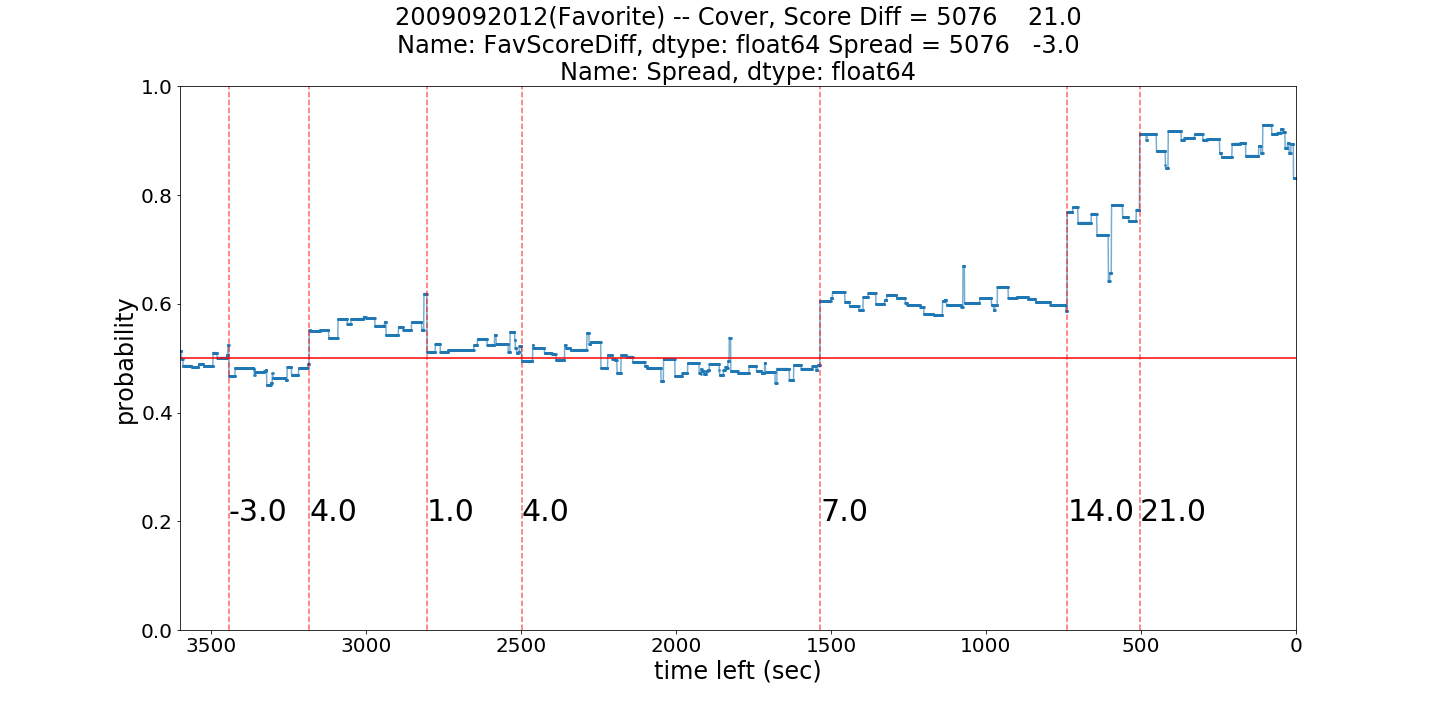 2009092012(Favorite) -- Cover, Score Diff = 5076    21.0
Name: FavScoreDiff, dtype: float64 Spread = 5076   -3.0
Name: Spread, dtype: float64
1.0
0.8
0.6
0.4
0.2
0.0
probability
-3.0 4.0 1.0 4.0 7.0 14.0 21.0
3500 3000 2500 2000 1500 1000 500 0
time left (sec)